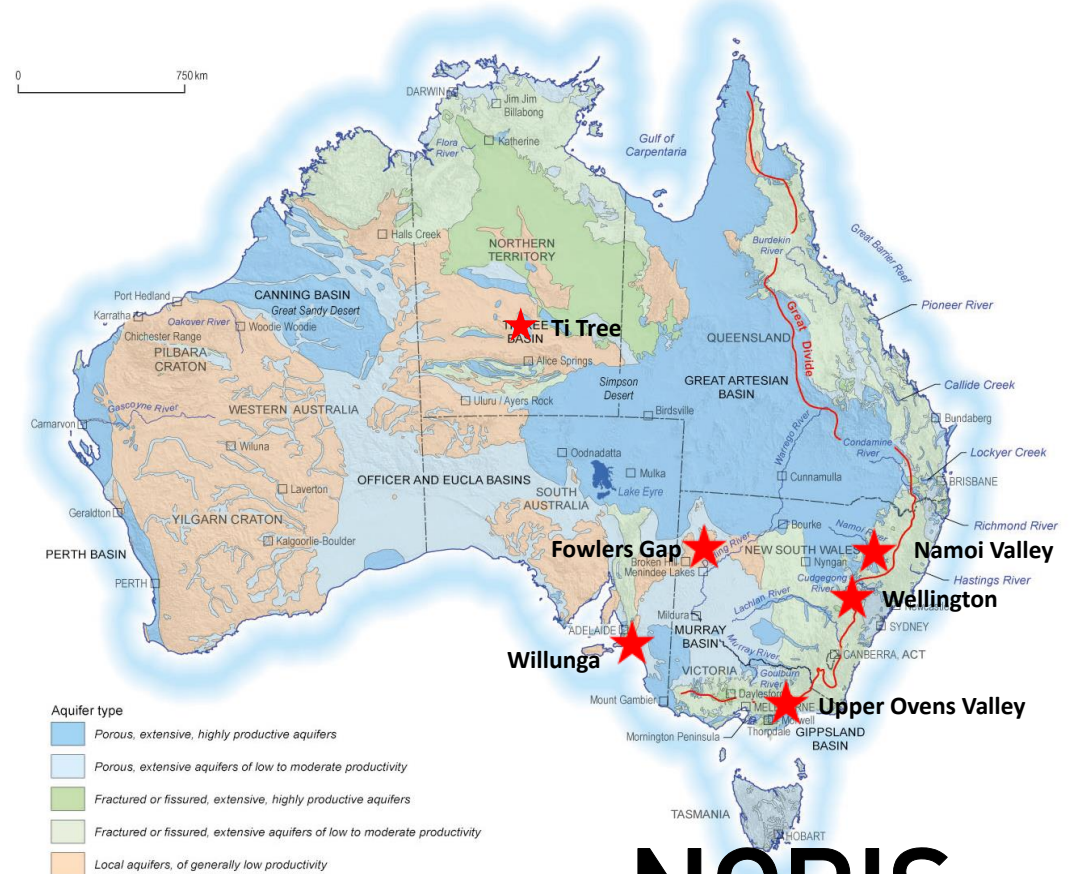 0 750 km
DARWIN
Jim Jim
Billabong
Flora
River
Katherine
Gulf of
Carpentaria
Halls Creek
NORTHERN
TERRITORY
Burdekin
River
Great Barrier Reef
Port Hedland
CANNING BASIN
Great Sandy Desert
Karratha
Oakover River
Woodie Woodie
Chichester Range
PILBARA
CRATON
Pioneer River
Great Divide
BASIN
Ti Tree
QUEENSLAND
Alice Springs
Simpson
Desert
GREAT ARTESIAN
BASIN
Callide Creek
Uluru / Ayers Rock
Birdsville
Gascoyne River
WESTERN AUSTRALIA
Carnarvon
Bundaberg
Warrego River
Wiluna
Oodnadatta
Condamine
River
Lockyer Creek
Mulka
Cunnamulla
BRISBANE
OFFICER AND EUCLA BASINS
Lake Eyre
SOUTH
AUSTRALIA
Laverton
Geraldton
YILGARN CRATON
Bourke
Namoi River
Richmond River
Kalgoorlie-Boulder
PERTH BASIN
Fowlers Gap
NEW SOUTH WALES
Namoi Valley
Broken Hill
Nyngan
Menindee Lakes
PERTH
Cudgegong
River
Hastings River
Lachlan River
Wellington
Newcastle
Mildura
SYDNEY
ADELAIDE
MURRAY
BASIN
Murray River
CANBERRA, ACT
Willunga
VICTORIA
Goulburn
River
Mount Gambier
Daylesford
Upper Ovens Valley
MELBOURNE
Morwell
Thorpdale
Mornington Peninsula
GIPPSLAND
BASIN
TASMANIA
HOBART
Aquifer type
Porous, extensive, highly productive aquifers
Porous, extensive aquifers of low to moderate productivity
Fractured or fissured, extensive, highly productive aquifers
Fractured or fissured, extensive aquifers of low to moderate productivity
Local aquifers, of generally low productivity